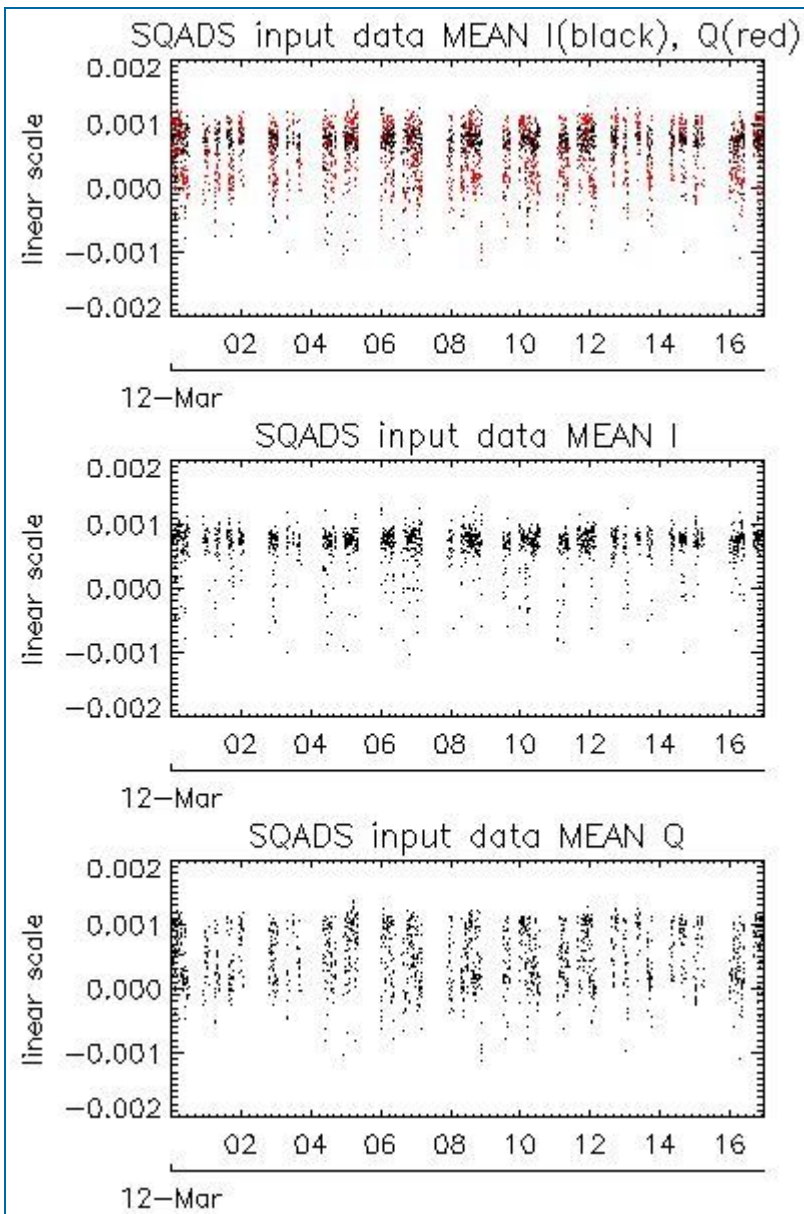 SQADS input data MEAN I(black), Q(red)
0.002
0.001
0.000
-0.001
-0.002
linear scale
02 04 06 08 10 12 14 16
12-Mar
SQADS input data MEAN I
0.002
0.001
0.000
-0.001
-0.002
linear scale
02 04 06 08 10 12 14 16
12-Mar
SQADS input data MEAN Q
0.002
0.001
0.000
-0.001
-0.002
linear scale
02 04 06 08 10 12 14 16
12-Mar